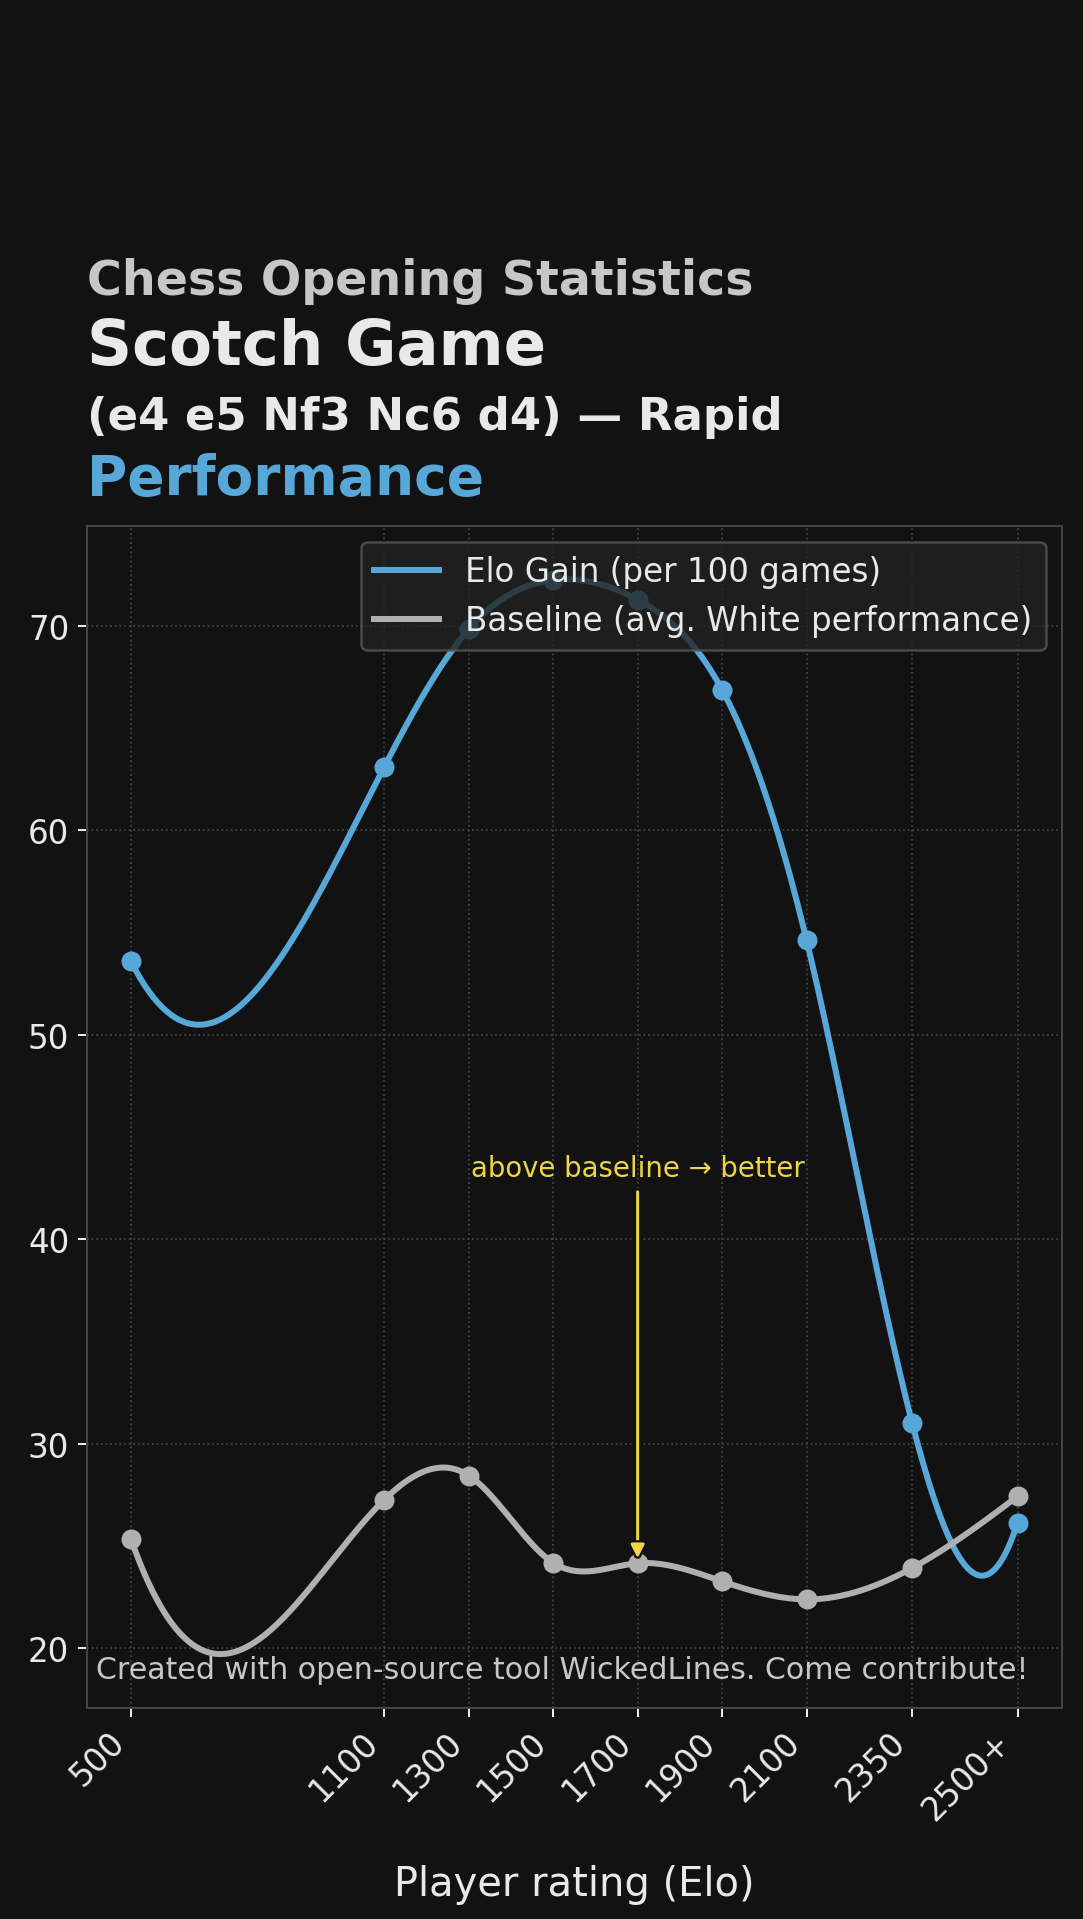 Chess Opening Statistics
Scotch Game
(e4 e5 Nf3 Nc6 d4) — Rapid
Performance
Elo Gain (per 100 games)
Baseline (avg. White performance)
70
60
50
above baseline → better
40
30
20
Created with open-source tool WickedLines. Come contribute!
500
1100
1300
1500
1700
1900
2100
2350
2500+
Player rating (Elo)